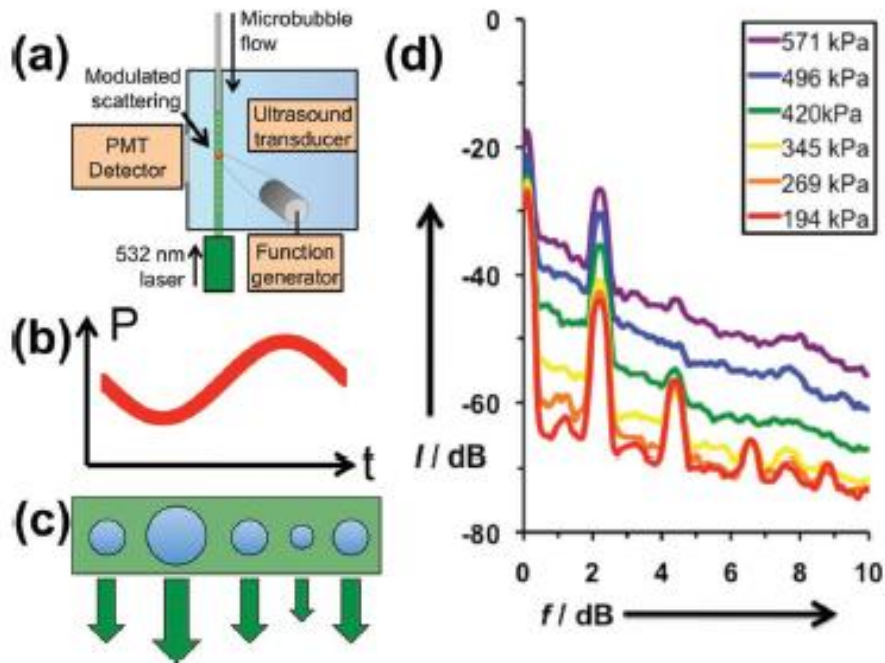 (a)
Microbubble
flow
Modulated
scattering
PMT
Detector
Ultrasound
transducer
532 nm
laser
Function
generator
(b)
P
t
(c)
(d)
-0
-20
-40
-60
-80
I / dB
571 kPa
496 kPa
420kPa
345 kPa
269 kPa
194 kPa
0 2 4 6 8 10
f / dB